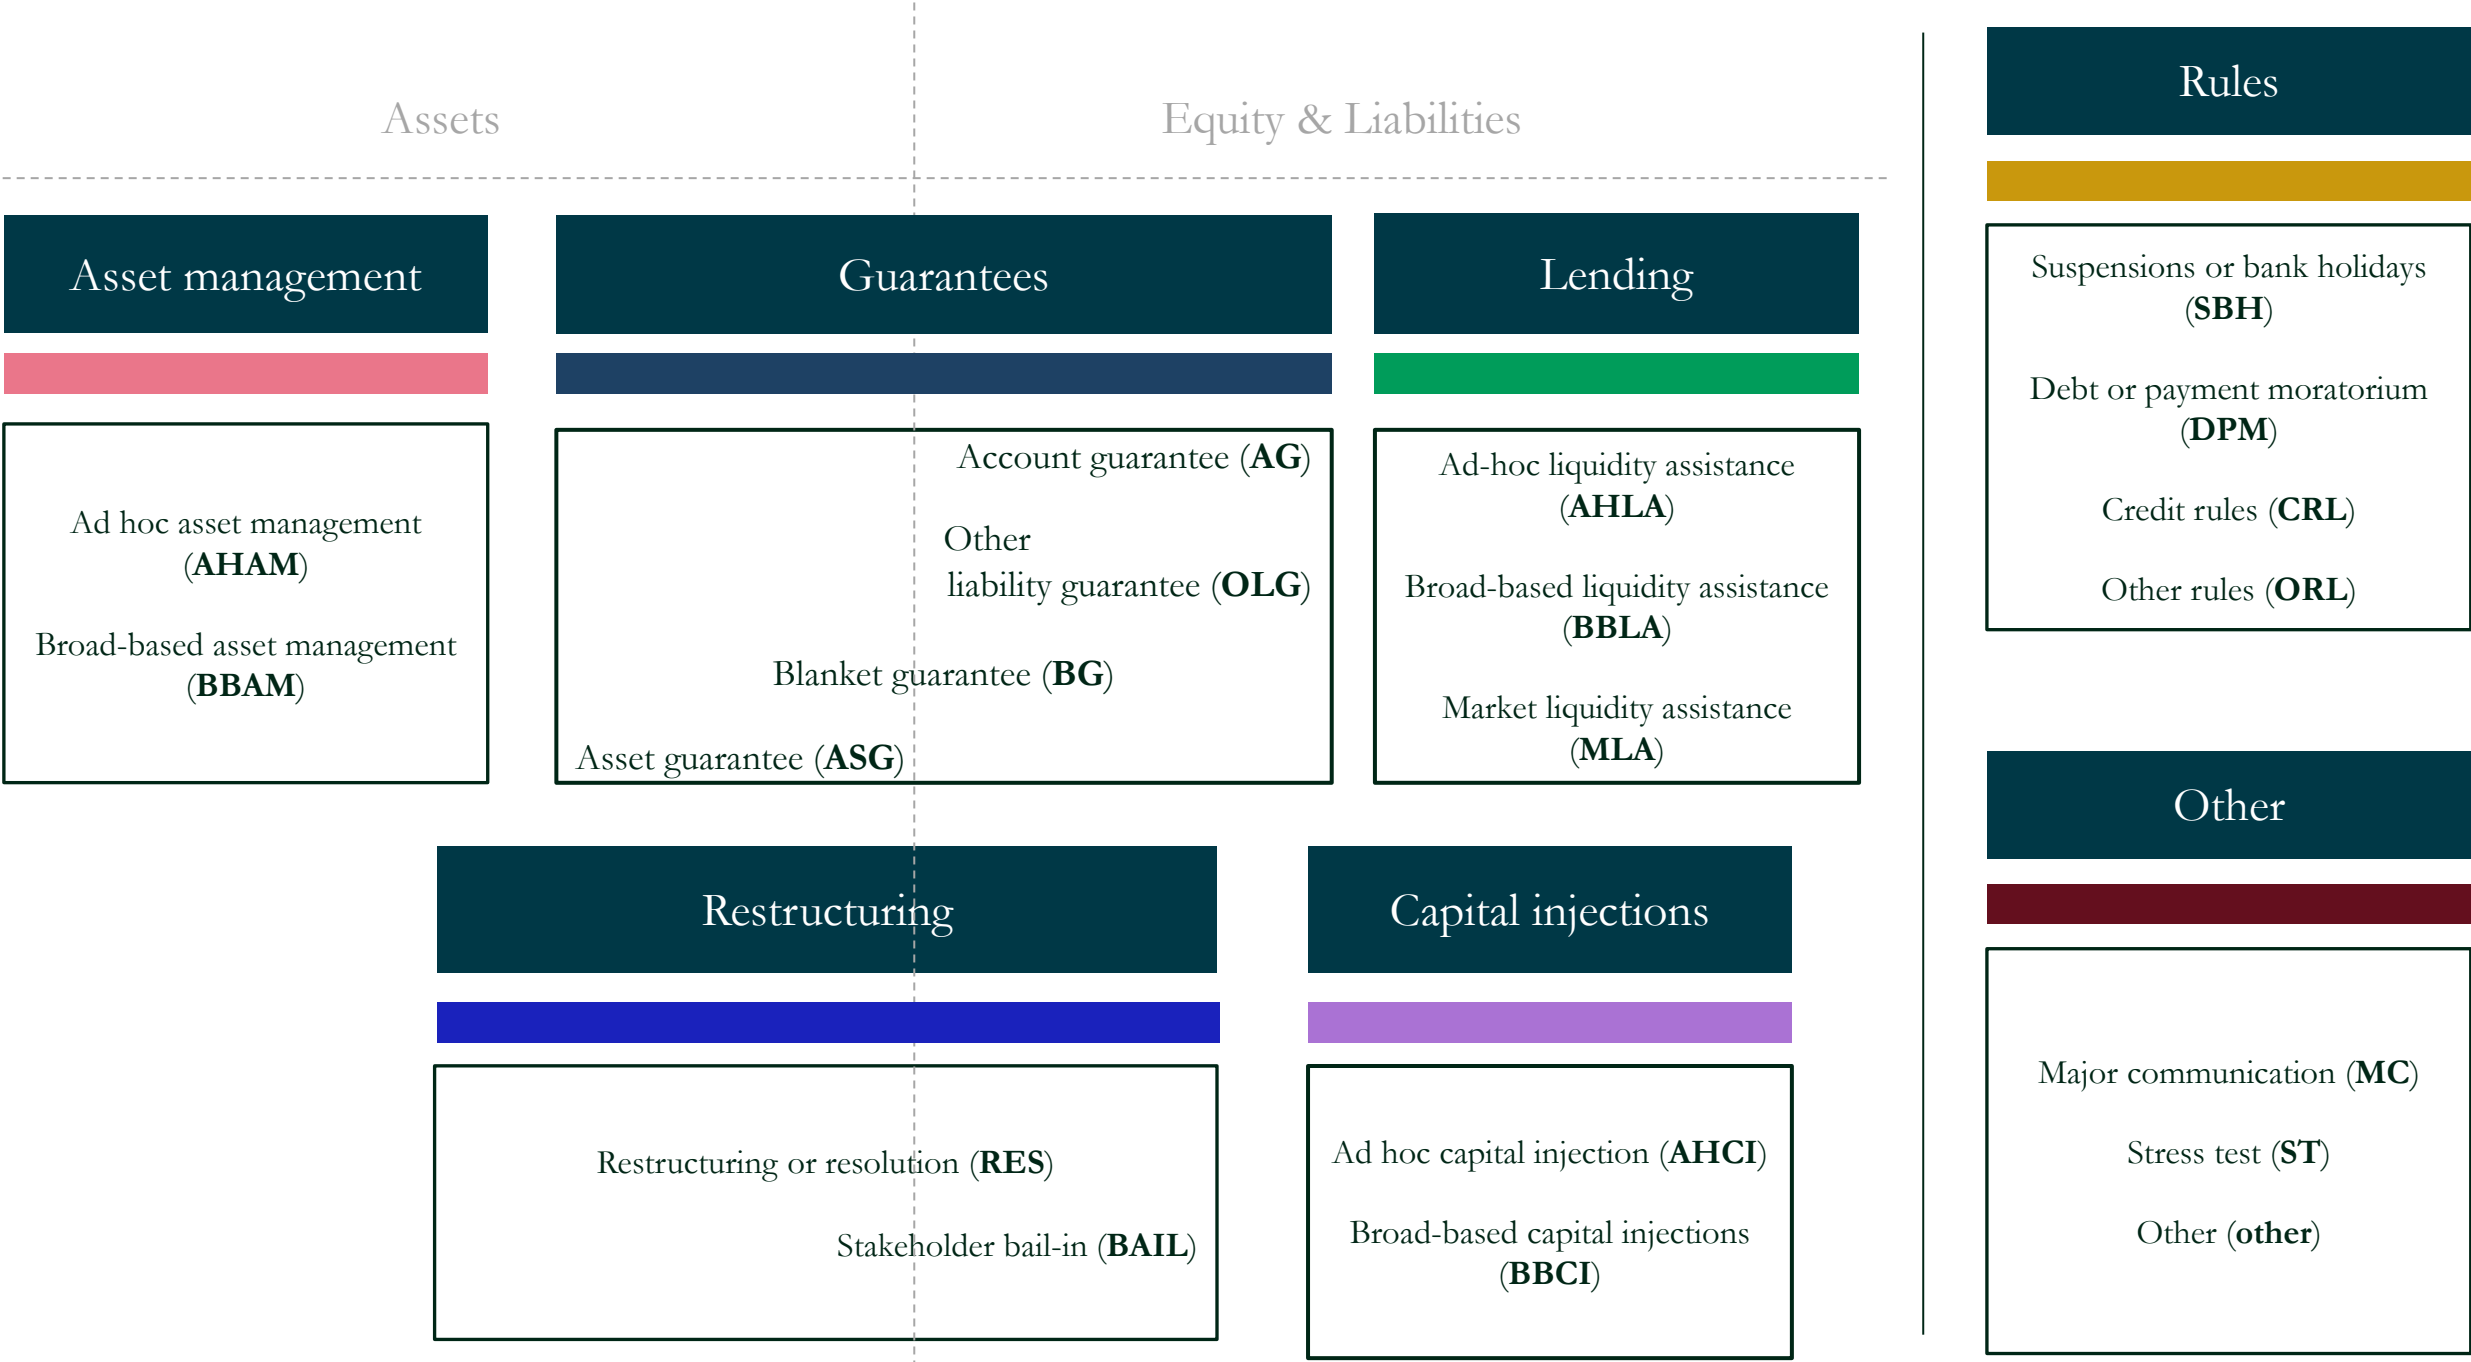 Assets
Equity & Liabilities
Asset management
Ad hoc asset management
(AHAM)
Broad-based asset management
(BBAM)
Guarantees
Account guarantee (AG)
Other
liability guarantee (OLG)
Blanket guarantee (BG)
Asset guarantee (ASG)
Lending
Ad-hoc liquidity assistance
(AHLA)
Broad-based liquidity assistance
(BBLA)
Market liquidity assistance
(MLA)
Restructuring
Restructuring or resolution (RES)
Stakeholder bail-in (BAIL)
Capital injections
Ad hoc capital injection (AHCI)
Broad-based capital injections
(BBCI)
Rules
Suspensions or bank holidays
(SBH)
Debt or payment moratorium
(DPM)
Credit rules (CRL)
Other rules (ORL)
Other
Major communication (MC)
Stress test (ST)
Other (other)